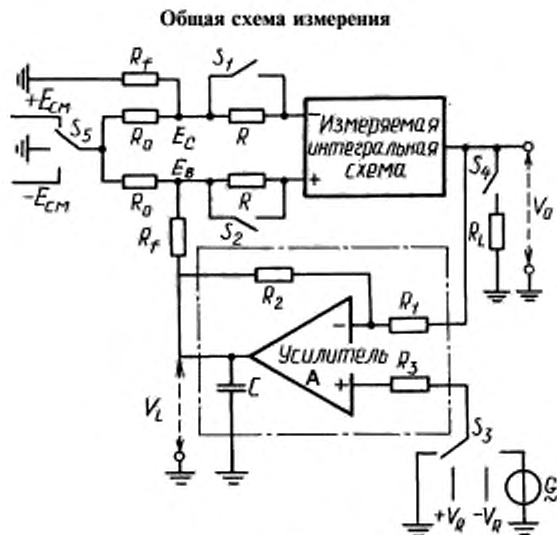 Общая схема измерения
R_f
S_1
+E_см
S_5
R_0
E_C
R
−
Измеряемая
интегральная
схема
R_0
E_B
R
+
S_4
−E_см
S_2
R_f
R_L
V_0
R_2
−
R_1
Усилитель
A
R_3
+
C
V_L
S_3
G
~
+V_R
−V_R